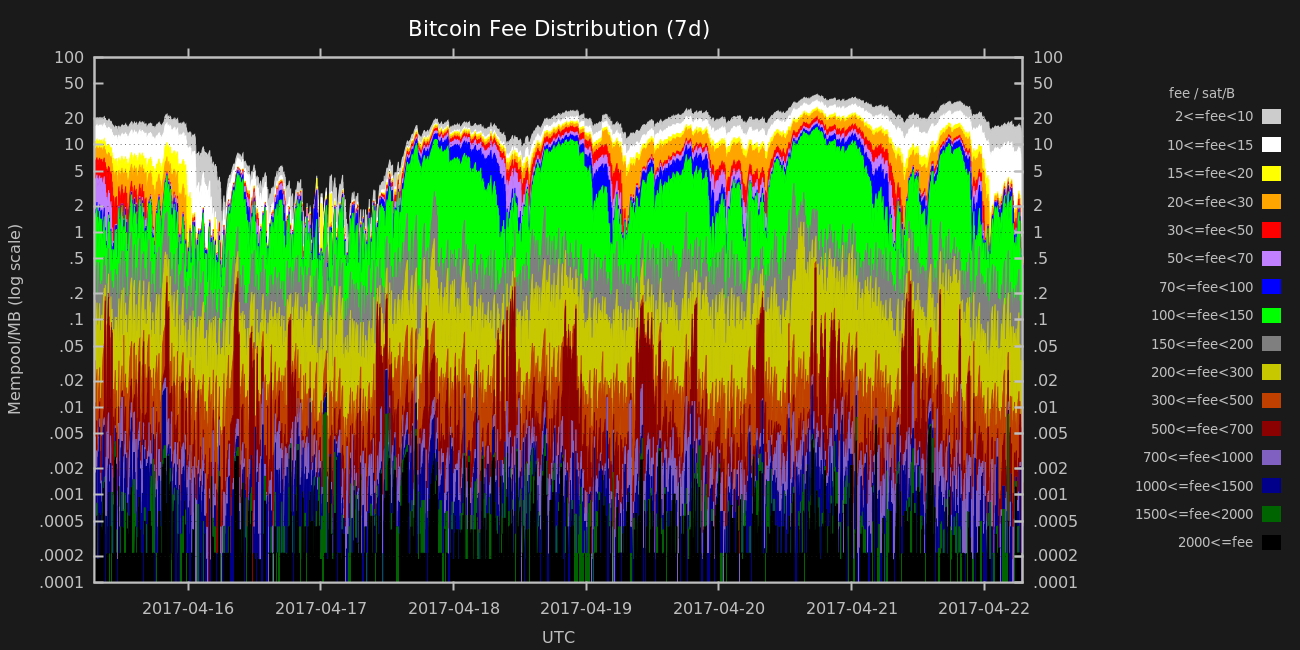 Bitcoin Fee Distribution (7d)
Mempool/MB (log scale)
100
50
20
10
5
2
1
.5
.2
.1
.05
.02
.01
.005
.002
.001
.0005
.0002
.0001
100
50
20
10
5
2
1
.5
.2
.1
.05
.02
.01
.005
.002
.001
.0005
.0002
.0001
2017-04-16 2017-04-17 2017-04-18 2017-04-19 2017-04-20 2017-04-21 2017-04-22
UTC
fee / sat/B
2<=fee<10
10<=fee<15
15<=fee<20
20<=fee<30
30<=fee<50
50<=fee<70
70<=fee<100
100<=fee<150
150<=fee<200
200<=fee<300
300<=fee<500
500<=fee<700
700<=fee<1000
1000<=fee<1500
1500<=fee<2000
2000<=fee